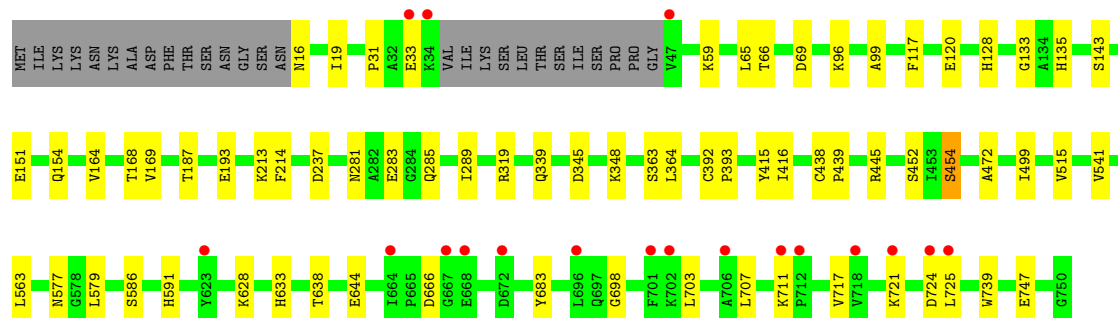 MET ILE LYS LYS ASN LYS ALA ASP PHE THR SER ASN GLY SER ASN N16 I19 P31 A32 E33 K34 VAL ILE LYS SER LEU THR SER ILE SER PRO PRO GLY V47 K59 L65 T66 D69 K96 A99 F117 E120 H128 G133 A134 H135 S143
E151 Q154 V164 T168 V169 T187 E193 K213 F214 D237 N281 A282 E283 G284 Q285 I289 R319 Q339 D345 K348 S363 L364 C392 P393 Y415 I416 C438 P439 R445 S452 I453 S454 A472 I499 V515 V541
L563 N577 G578 L579 S586 H591 Y623 K628 H633 T638 E644 I664 P665 D666 G667 E668 D672 Y683 L696 Q697 G698 F701 K702 L703 A706 L707 K711 P712 V717 V718 K721 D724 L725 W739 E747 G750